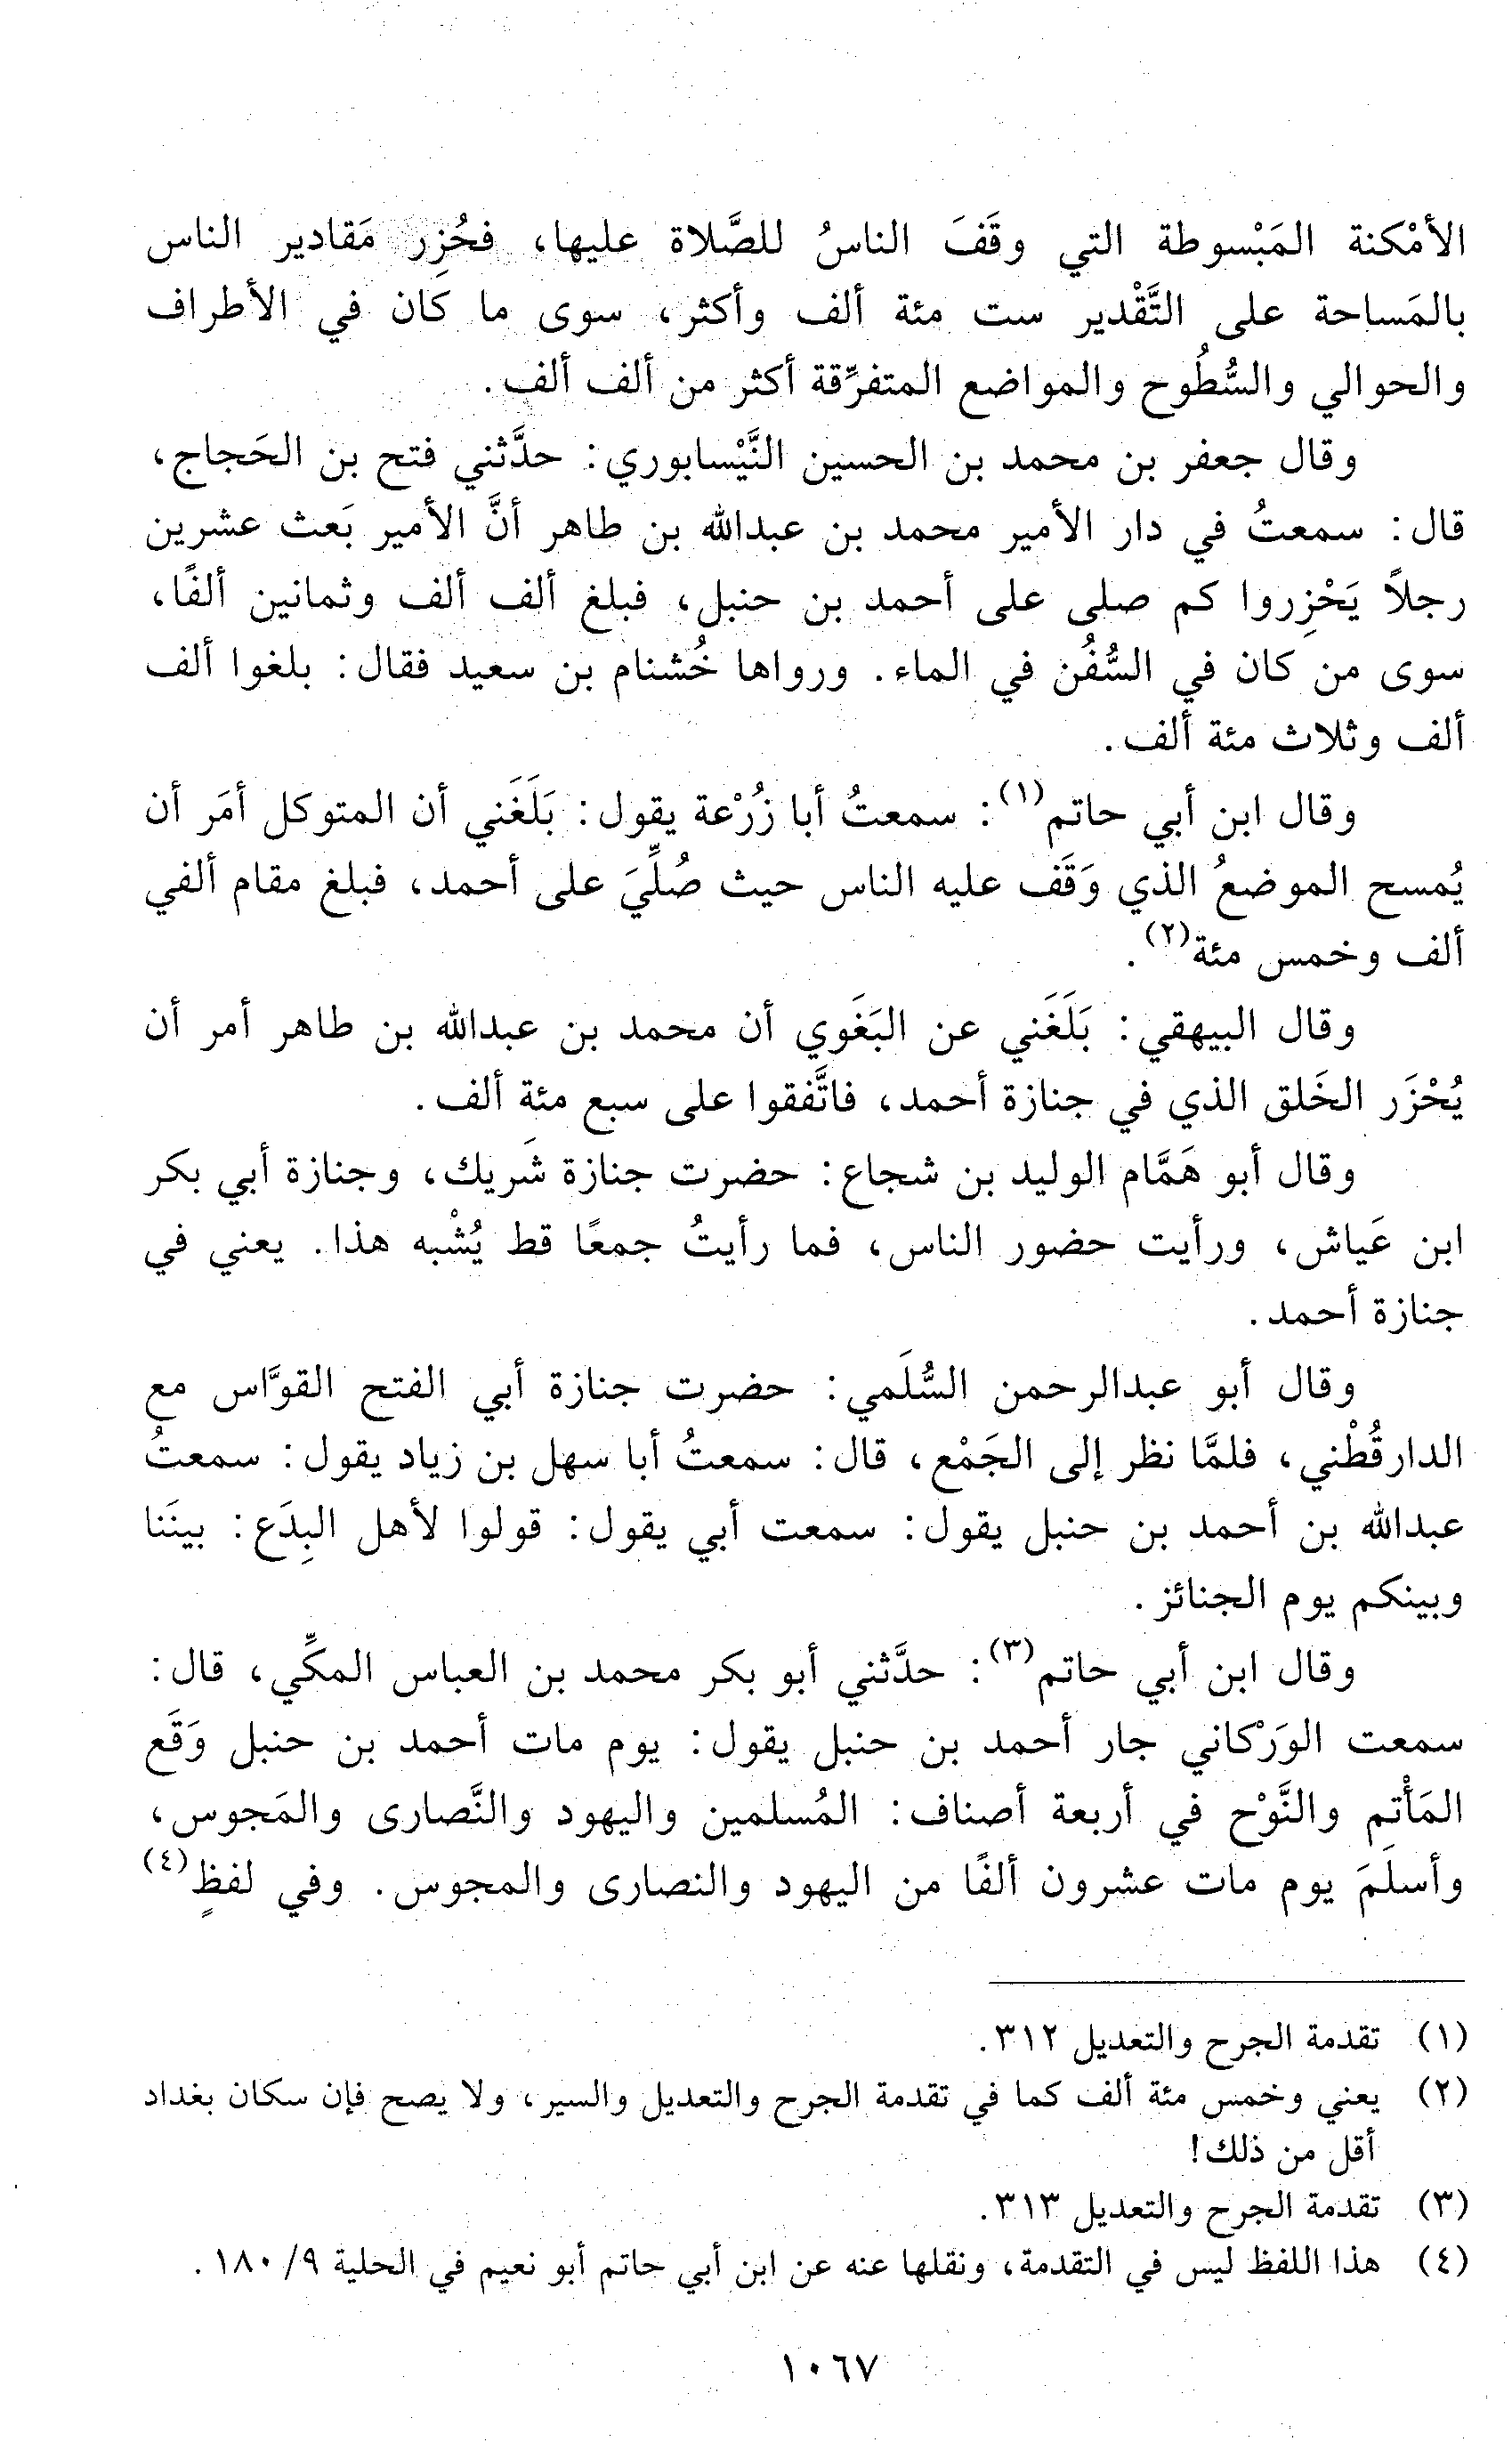 الأمْكنة المَبْسوطة التي وقَفَ الناسُ للصَّلاة عليها، فحُزِر مَقادير الناس
بالمَساحة على التَّقْدير ست مئة ألف وأكثر، سوى ما كان في الأطراف
والحوالي والسُّطُوح والمواضع المتفرِّقة أكثر من ألف ألف.
وقال جعفر بن محمد بن الحسين النَّيْسابوري: حدَّثني فتح بن الحَجاج،
قال: سمعتُ في دار الأمير محمد بن عبدالله بن طاهر أنَّ الأمير بَعث عشرين
رجلاً يَحْزِروا كم صلى على أحمد بن حنبل، فبلغ ألف ألف وثمانين ألفًا،
سوى من كان في السُّفُن في الماء. ورواها خُشنام بن سعيد فقال: بلغوا ألف
ألف وثلاث مئة ألف.
وقال ابن أبي حاتم(١): سمعتُ أبا زُرْعة يقول: بَلَغَني أن المتوكل أمَر أن
يُمسح الموضعُ الذي وَقَف عليه الناس حيث صُلِّيَ على أحمد، فبلغ مقام ألفي
ألف وخمس مئة(٢).
وقال البيهقي: بَلَغَني عن البَغَوي أن محمد بن عبدالله بن طاهر أمر أن
يُحْزَر الخَلق الذي في جنازة أحمد، فاتَّفقوا على سبع مئة ألف.
وقال أبو هَمَّام الوليد بن شجاع: حضرت جنازة شَريك، وجنازة أبي بكر
ابن عَياش، ورأيت حضور الناس، فما رأيتُ جمعًا قط يُشْبه هذا. يعني في
جنازة أحمد.
وقال أبو عبدالرحمن السُّلَمي: حضرت جنازة أبي الفتح القوَّاس مع
الدارقُطْني، فلمَّا نظر إلى الجَمْع، قال: سمعتُ أبا سهل بن زياد يقول: سمعتُ
عبدالله بن أحمد بن حنبل يقول: سمعت أبي يقول: قولوا لأهل البِدَع: بينَنا
وبينكم يوم الجنائز.
وقال ابن أبي حاتم(٣): حدَّثني أبو بكر محمد بن العباس المكِّي، قال:
سمعت الوَرْكاني جار أحمد بن حنبل يقول: يوم مات أحمد بن حنبل وَقَع
المَأْتم والنَّوْح في أربعة أصناف: المُسلمين واليهود والنَّصارى والمَجوس،
وأسلَمَ يوم مات عشرون ألفًا من اليهود والنصارى والمجوس. وفي لفظٍ(٤)
(١) تقدمة الجرح والتعديل ٣١٢.
(٢) يعني وخمس مئة ألف كما في تقدمة الجرح والتعديل والسير، ولا يصح فإن سكان بغداد
أقل من ذلك!
(٣) تقدمة الجرح والتعديل ٣١٣.
(٤) هذا اللفظ ليس في التقدمة، ونقلها عنه عن ابن أبي حاتم أبو نعيم في الحلية ٩/ ١٨٠.
١٠٦٧